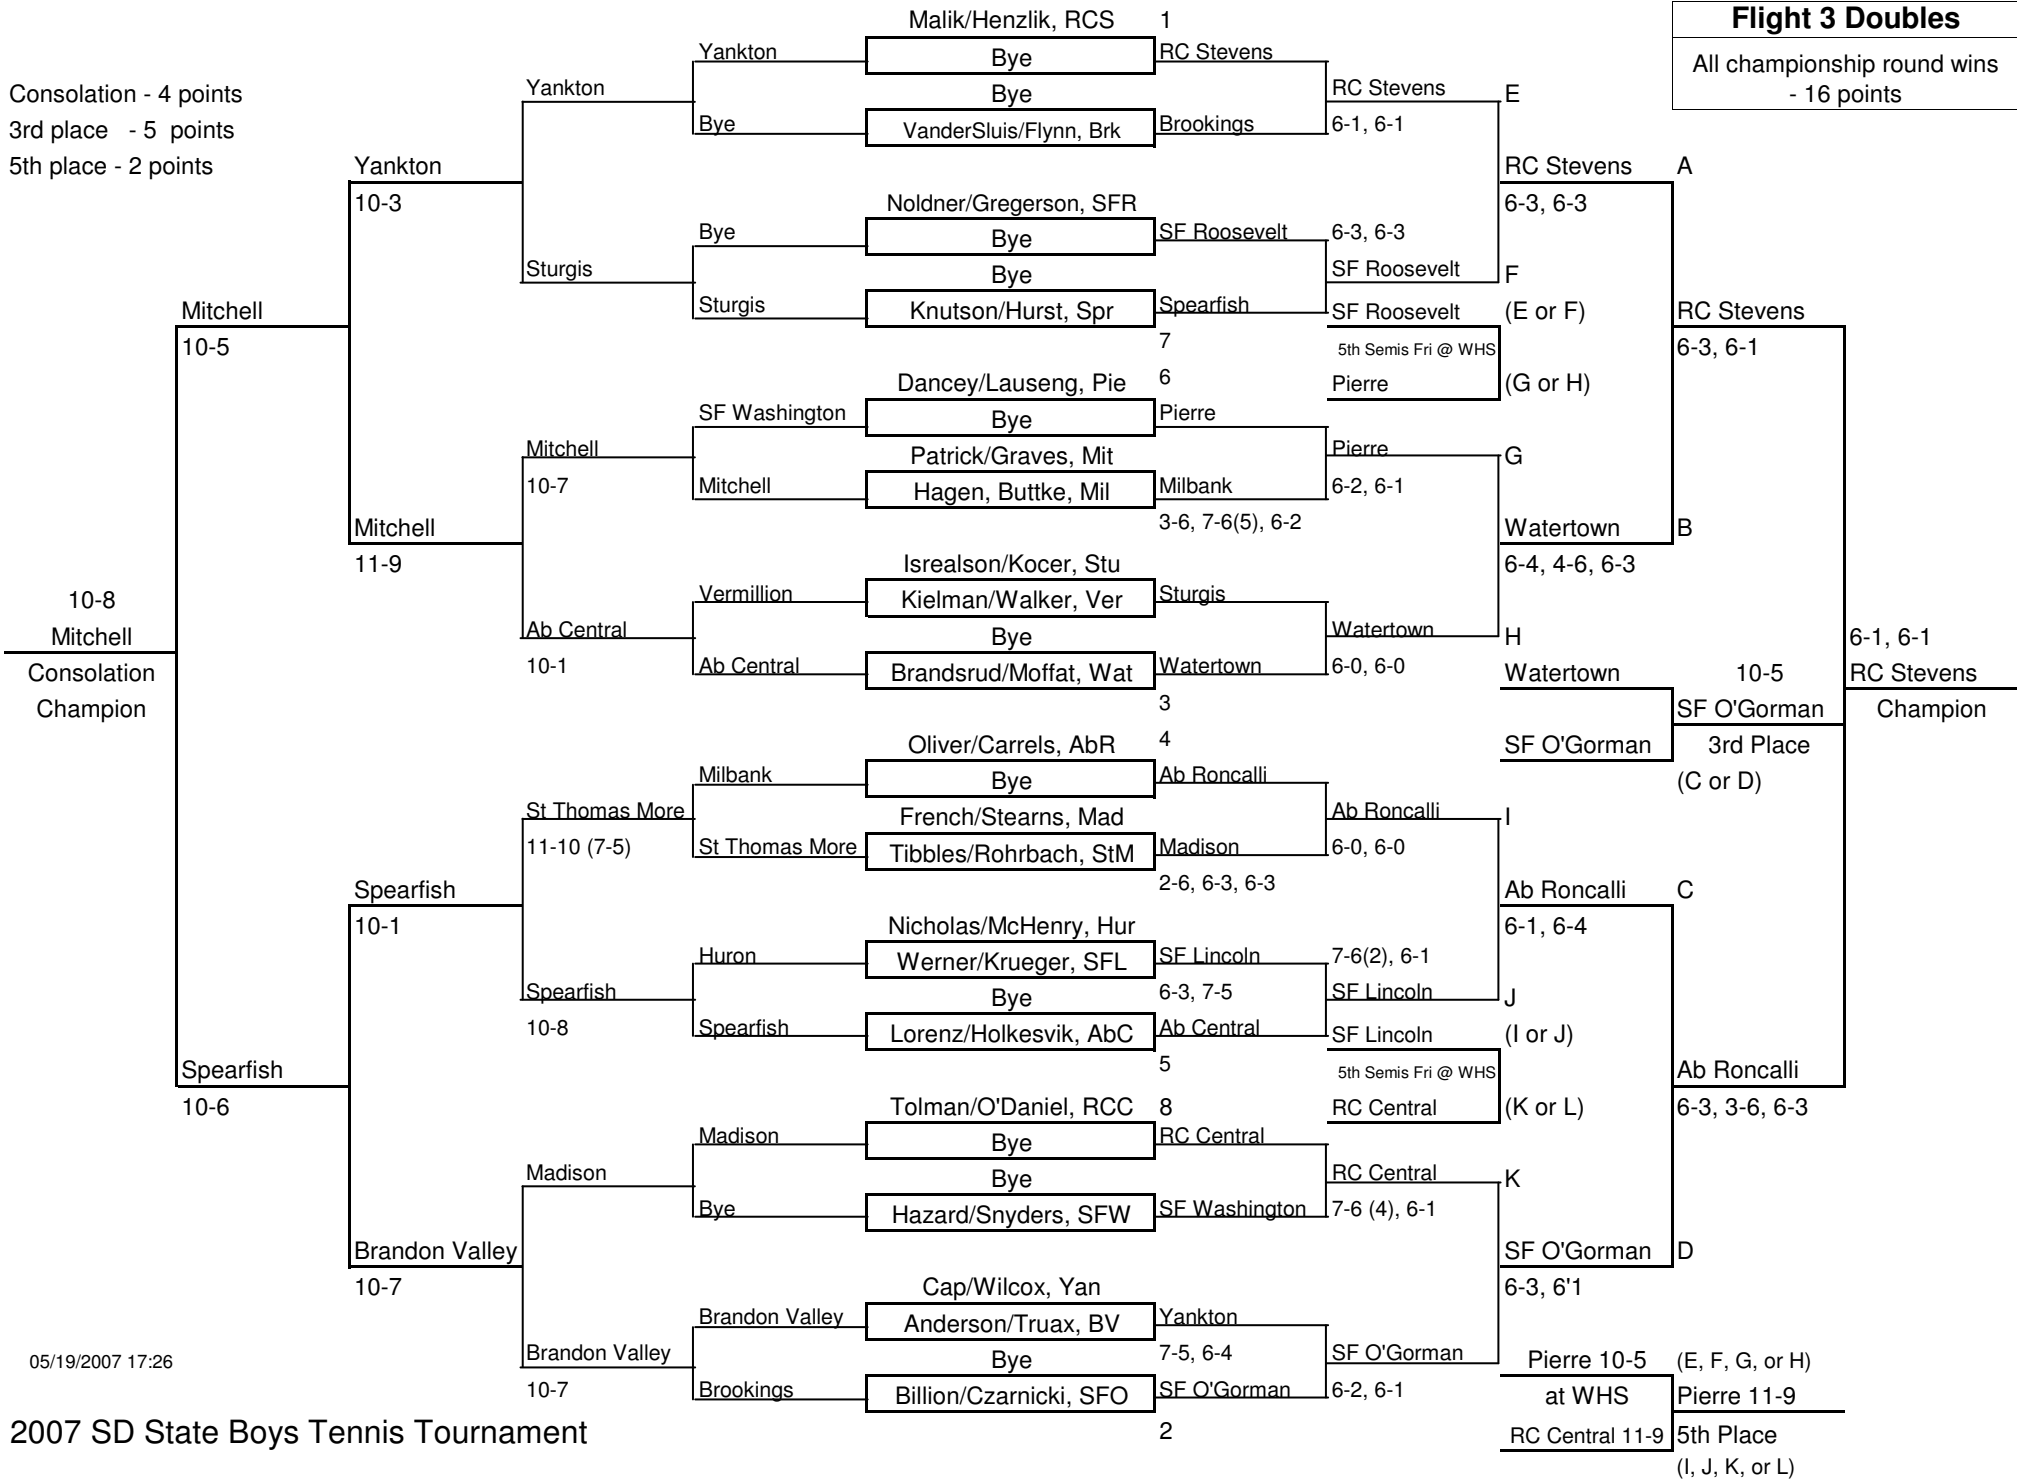 Malik/Henzlik, RCS 1
Flight 3 Doubles
Yankton Bye RC Stevens
All championship round wins
- 16 points
Consolation - 4 points
Yankton Bye RC Stevens E
3rd place - 5 points
Bye VanderSluis/Flynn, Brk Brookings 6-1, 6-1
5th place - 2 points
Yankton RC Stevens A
10-3 Noldner/Gregerson, SFR 6-3, 6-3
Bye Bye SF Roosevelt 6-3, 6-3
Sturgis Bye SF Roosevelt F
Mitchell Sturgis Knutson/Hurst, Spr Spearfish SF Roosevelt (E or F) RC Stevens
10-5 7 5th Semis Fri @ WHS 6-3, 6-1
Dancey/Lauseng, Pie 6 Pierre (G or H)
SF Washington Bye Pierre
Mitchell Patrick/Graves, Mit Pierre G
10-7 Mitchell Hagen, Buttke, Mil Milbank 6-2, 6-1
Mitchell 3-6, 7-6(5), 6-2 Watertown B
11-9 Isrealson/Kocer, Stu 6-4, 4-6, 6-3
10-8 Vermillion Kielman/Walker, Ver Sturgis
Mitchell Ab Central Bye Watertown H 6-1, 6-1
Consolation 10-1 Ab Central Brandsrud/Moffat, Wat Watertown 6-0, 6-0 Watertown 10-5 RC Stevens
Champion 3 SF O'Gorman Champion
Oliver/Carrels, AbR 4 SF O'Gorman 3rd Place
Milbank Bye Ab Roncalli (C or D)
St Thomas More French/Stearns, Mad Ab Roncalli I
11-10 (7-5) St Thomas More Tibbles/Rohrbach, StM Madison 6-0, 6-0
Spearfish 2-6, 6-3, 6-3 Ab Roncalli C
10-1 Nicholas/McHenry, Hur 6-1, 6-4
Huron Werner/Krueger, SFL SF Lincoln 7-6(2), 6-1
Spearfish Bye 6-3, 7-5 SF Lincoln J
10-8 Spearfish Lorenz/Holkesvik, AbC Ab Central SF Lincoln (I or J)
Spearfish 5 5th Semis Fri @ WHS Ab Roncalli
10-6 Tolman/O'Daniel, RCC 8 RC Central (K or L) 6-3, 3-6, 6-3
Madison Bye RC Central
Madison Bye RC Central K
Bye Hazard/Snyders, SFW SF Washington 7-6 (4), 6-1
Brandon Valley SF O'Gorman D
10-7 Cap/Wilcox, Yan 6-3, 6'1
Brandon Valley Anderson/Truax, BV Yankton
05/19/2007 17:26 Brandon Valley Bye 7-5, 6-4 SF O'Gorman Pierre 10-5 (E, F, G, or H)
10-7 Brookings Billion/Czarnicki, SFO SF O'Gorman 6-2, 6-1 at WHS Pierre 11-9
2007 SD State Boys Tennis Tournament 2 RC Central 11-9 5th Place
(I, J, K, or L)